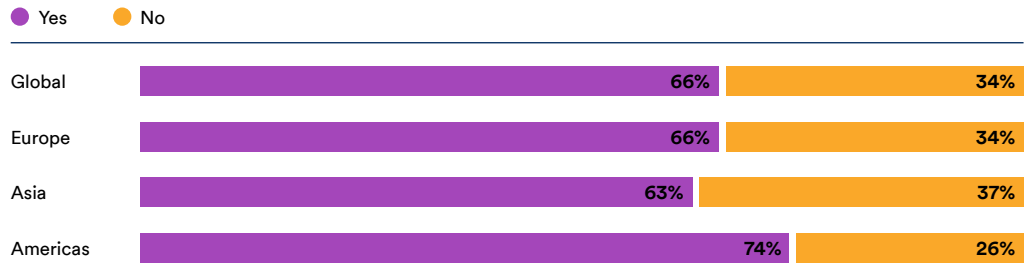 Yes No
Global 66% 34%
Europe 66% 34%
Asia 63% 37%
Americas 74% 26%